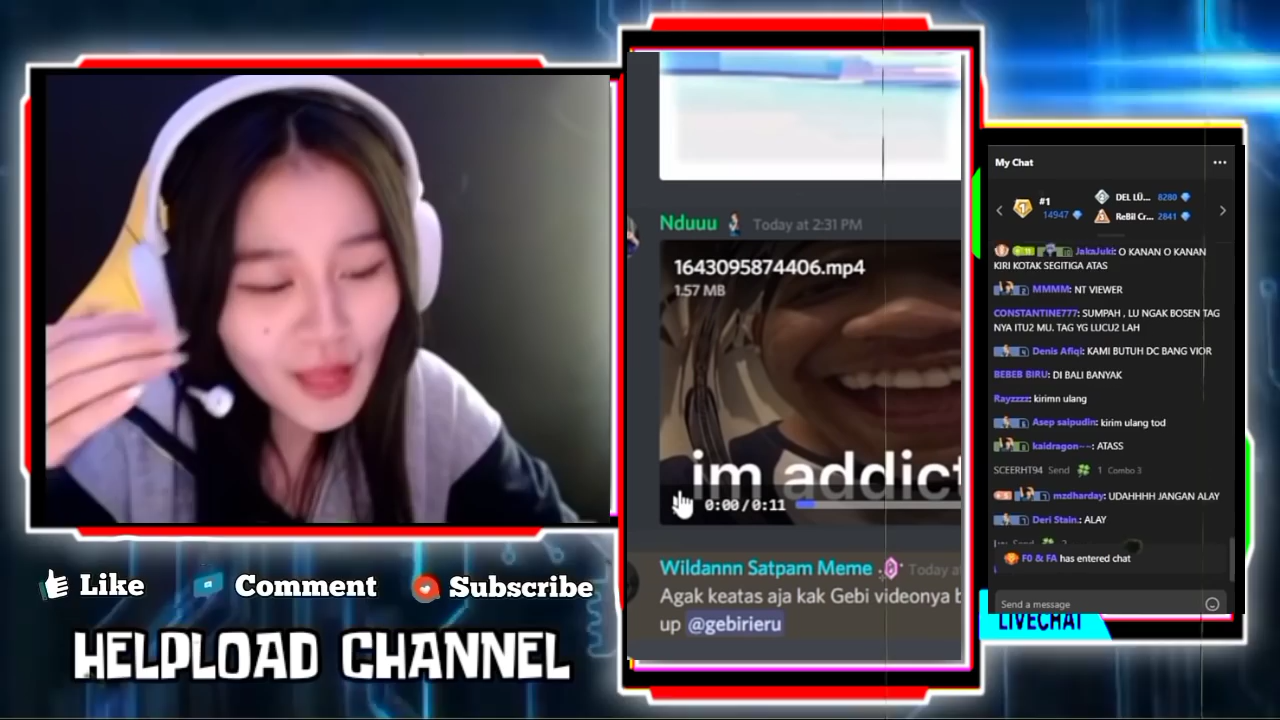 Like
Comment
Subscribe
HELPLOAD CHANNEL
Nduuu Today at 2:31 PM
1643095874406.mp4
1.57 MB
im addict
0:00/0:11
Wildannn Satpam Meme Today a
Agak keatas aja kak Gebi videonya b
up @gebirieru
My Chat
#1
14947
DEL LÜ... 8280
ReBil Cr... 2841
JakaJuki: O KANAN O KANAN
KIRI KOTAK SEGITIGA ATAS
MMMM: NT VIEWER
CONSTANTINE777: SUMPAH , LU NGAK BOSEN TAG
NYA ITU2 MU. TAG YG LUCU2 LAH
Denis Afiqi: KAMI BUTUH DC BANG VIOR
BEBEB BIRU: DI BALI BANYAK
Rayzzzz: kirimn ulang
Asep saipudin: kirim ulang tod
kaidragon~~: ATASS
SCEERHT94 Send 1 Combo 3
mzdharday: UDAHHHH JANGAN ALAY
Deri Stain.: ALAY
F0 & FA has entered chat
Send a message
LIVECHAT